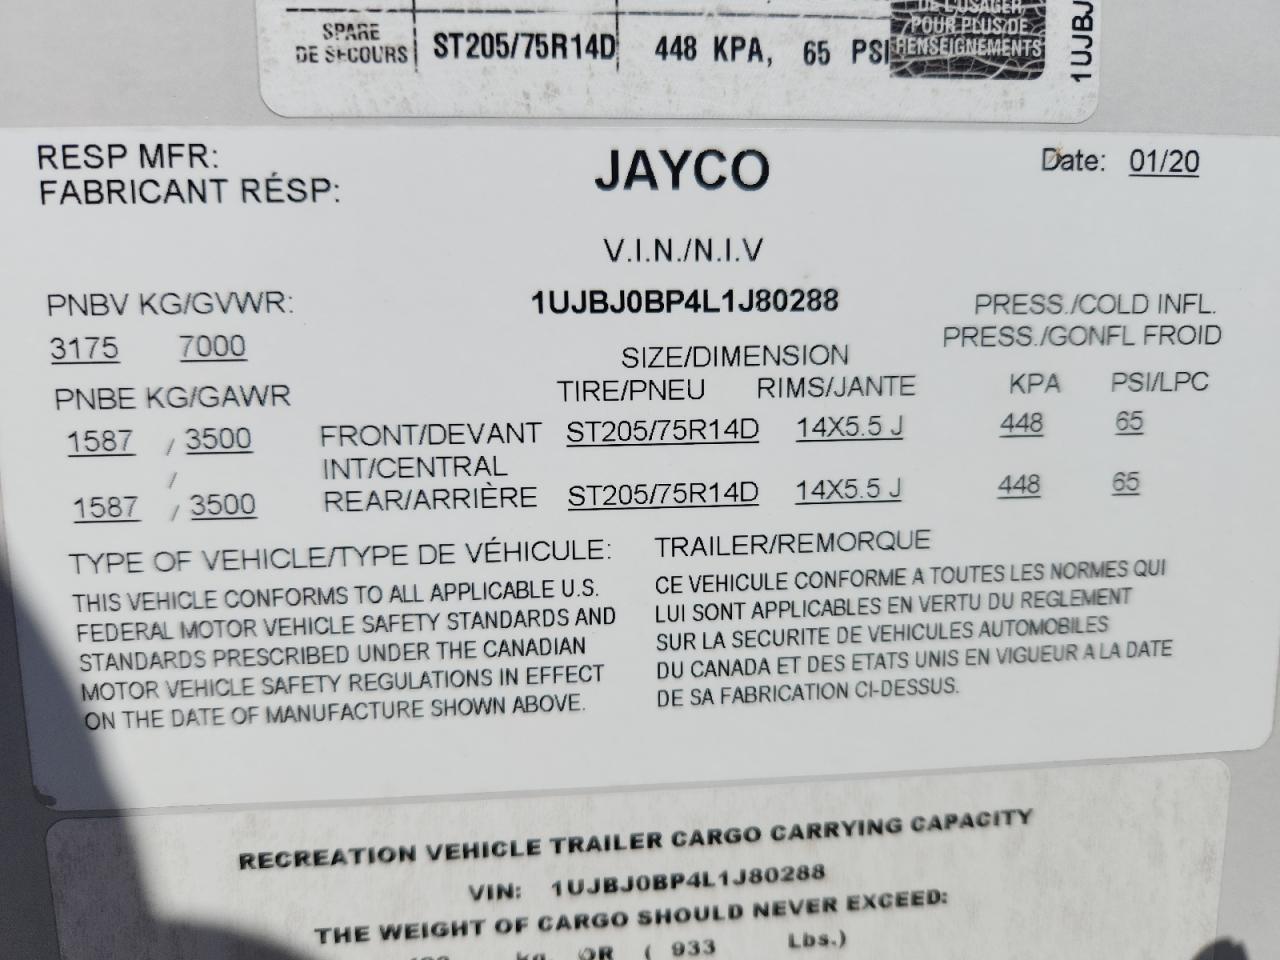 DE L'USAGER
POUR PLUS DE
RENSEIGNEMENTS
SPARE
DE SECOURS
ST205/75R14D 448 KPA, 65 PSI
1UJBJ
RESP MFR:
FABRICANT RÉSP:
JAYCO
Date: 01/20
V.I.N./N.I.V
PNBV KG/GVWR:
1UJBJ0BP4L1J80288
PRESS./COLD INFL.
PRESS./GONFL FROID
3175 7000
SIZE/DIMENSION
PNBE KG/GAWR
TIRE/PNEU RIMS/JANTE KPA PSI/LPC
1587 / 3500 FRONT/DEVANT ST205/75R14D 14X5.5 J 448 65
/ INT/CENTRAL
1587 / 3500 REAR/ARRIÈRE ST205/75R14D 14X5.5 J 448 65
TYPE OF VEHICLE/TYPE DE VÉHICULE: TRAILER/REMORQUE
THIS VEHICLE CONFORMS TO ALL APPLICABLE U.S.
FEDERAL MOTOR VEHICLE SAFETY STANDARDS AND
STANDARDS PRESCRIBED UNDER THE CANADIAN
MOTOR VEHICLE SAFETY REGULATIONS IN EFFECT
ON THE DATE OF MANUFACTURE SHOWN ABOVE.
CE VEHICULE CONFORME A TOUTES LES NORMES QUI
LUI SONT APPLICABLES EN VERTU DU REGLEMENT
SUR LA SECURITE DE VEHICULES AUTOMOBILES
DU CANADA ET DES ETATS UNIS EN VIGUEUR A LA DATE
DE SA FABRICATION CI-DESSUS.
RECREATION VEHICLE TRAILER CARGO CARRYING CAPACITY
VIN: 1UJBJ0BP4L1J80288
THE WEIGHT OF CARGO SHOULD NEVER EXCEED:
kg OR ( 933 Lbs.)